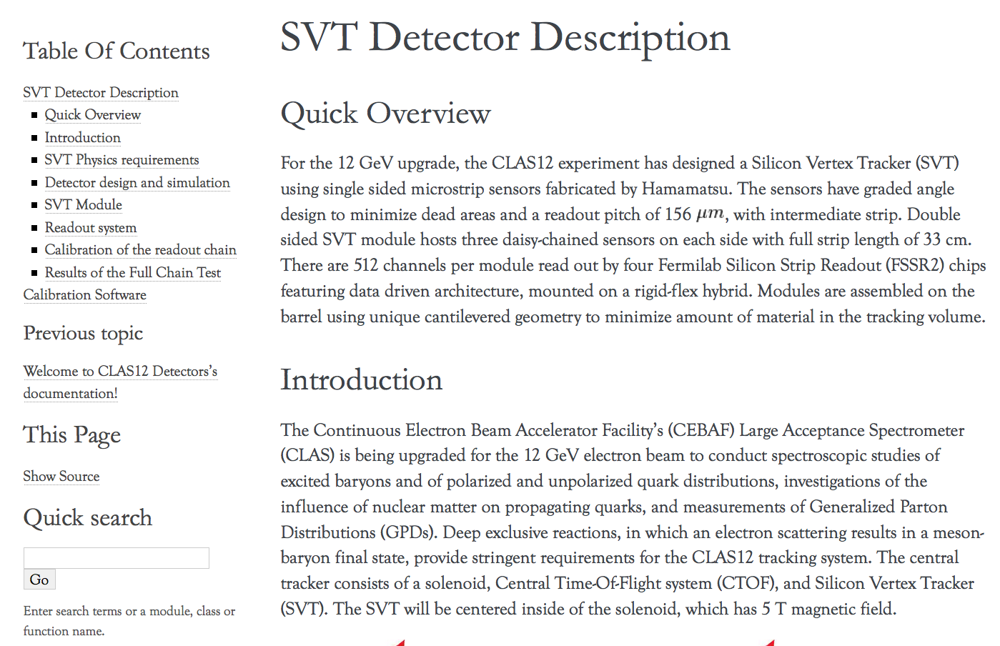 Table Of Contents
SVT Detector Description
Quick Overview
Introduction
SVT Physics requirements
Detector design and simulation
SVT Module
Readout system
Calibration of the readout chain
Results of the Full Chain Test
Calibration Software
Previous topic
Welcome to CLAS12 Detectors's
documentation!
This Page
Show Source
Quick search
Go
Enter search terms or a module, class or
function name.
SVT Detector Description
Quick Overview
For the 12 GeV upgrade, the CLAS12 experiment has designed a Silicon Vertex Tracker (SVT)
using single sided microstrip sensors fabricated by Hamamatsu. The sensors have graded angle
design to minimize dead areas and a readout pitch of 156 μm, with intermediate strip. Double
sided SVT module hosts three daisy-chained sensors on each side with full strip length of 33 cm.
There are 512 channels per module read out by four Fermilab Silicon Strip Readout (FSSR2) chips
featuring data driven architecture, mounted on a rigid-flex hybrid. Modules are assembled on the
barrel using unique cantilevered geometry to minimize amount of material in the tracking volume.
Introduction
The Continuous Electron Beam Accelerator Facility's (CEBAF) Large Acceptance Spectrometer
(CLAS) is being upgraded for the 12 GeV electron beam to conduct spectroscopic studies of
excited baryons and of polarized and unpolarized quark distributions, investigations of the
influence of nuclear matter on propagating quarks, and measurements of Generalized Parton
Distributions (GPDs). Deep exclusive reactions, in which an electron scattering results in a meson-
baryon final state, provide stringent requirements for the CLAS12 tracking system. The central
tracker consists of a solenoid, Central Time-Of-Flight system (CTOF), and Silicon Vertex Tracker
(SVT). The SVT will be centered inside of the solenoid, which has 5 T magnetic field.